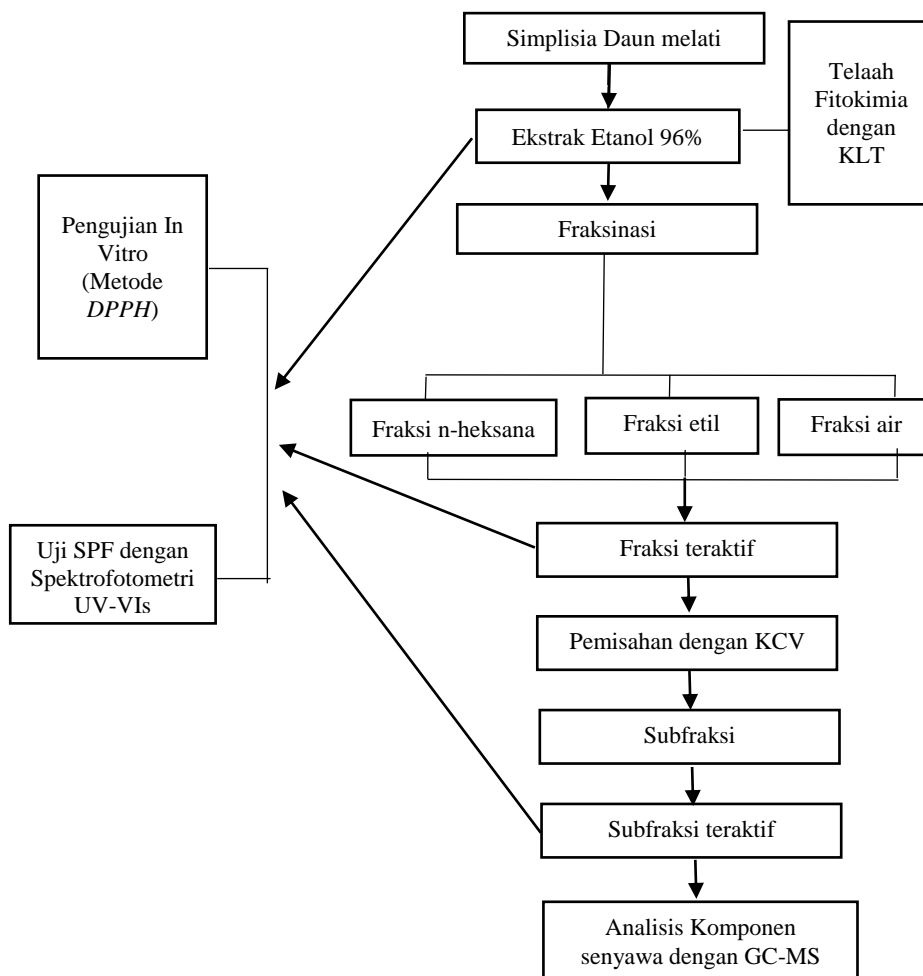 Simplisia Daun melati
Telaah
Fitokimia
dengan
KLT
Ekstrak Etanol 96%
Pengujian In
Vitro
(Metode
DPPH)
Fraksinasi
Fraksi n-heksana
Fraksi etil
Fraksi air
Fraksi teraktif
Uji SPF dengan
Spektrofotometri
UV-VIs
Pemisahan dengan KCV
Subfraksi
Subfraksi teraktif
Analisis Komponen
senyawa dengan GC-MS